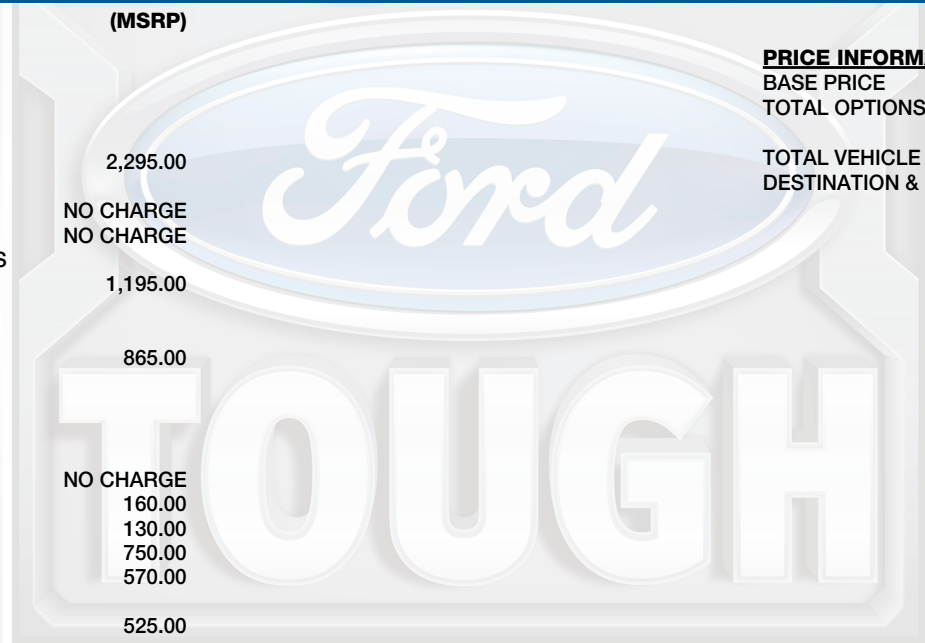 (MSRP)
2,295.00
NO CHARGE
NO CHARGE
S
1,195.00
865.00
NO CHARGE
160.00
130.00
750.00
570.00
525.00
PRICE INFORMA
BASE PRICE
TOTAL OPTIONS
TOTAL VEHICLE
DESTINATION &
Ford
TOUGH